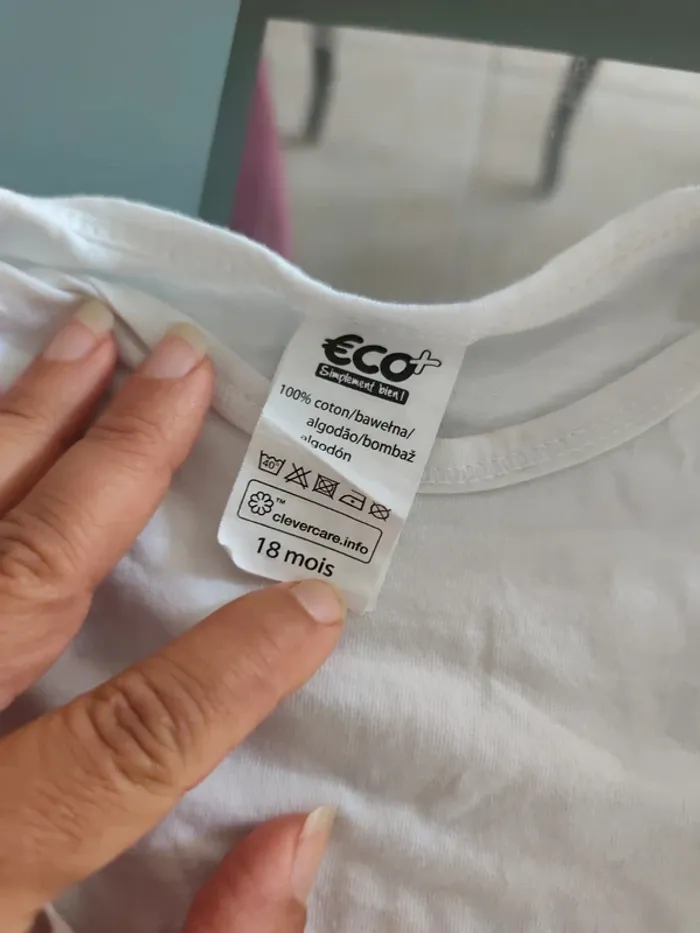 €CO+
Simplement bien !
100% coton/bawełna/
algodão/bombaž
algodón
40°
™
clevercare.info
18 mois